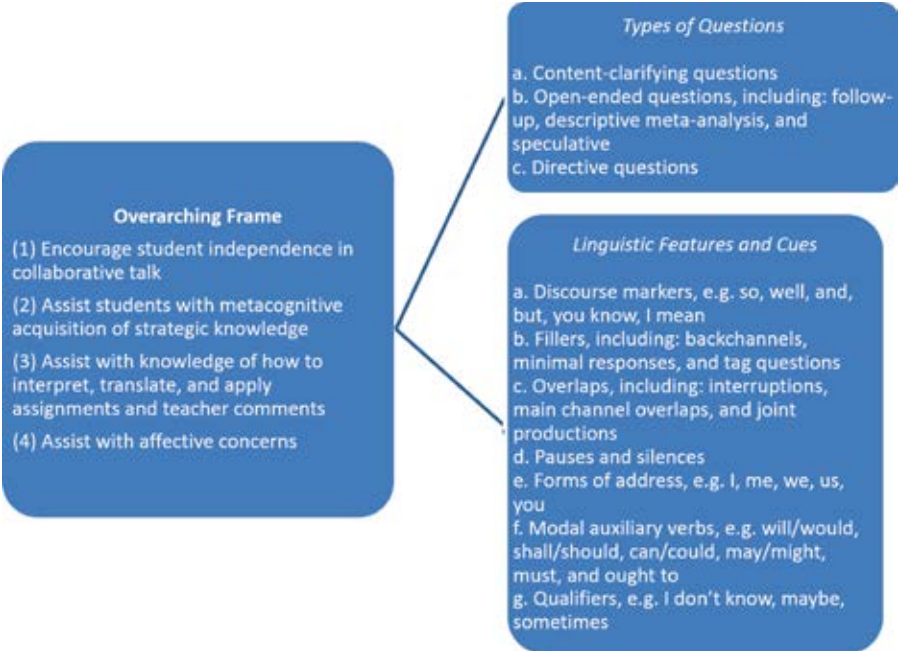 Overarching Frame
(1) Encourage student independence in
collaborative talk
(2) Assist students with metacognitive
acquisition of strategic knowledge
(3) Assist with knowledge of how to
interpret, translate, and apply
assignments and teacher comments
(4) Assist with affective concerns
Types of Questions
a. Content-clarifying questions
b. Open-ended questions, including: follow-
up, descriptive meta-analysis, and
speculative
c. Directive questions
Linguistic Features and Cues
a. Discourse markers, e.g. so, well, and,
but, you know, I mean
b. Fillers, including: backchannels,
minimal responses, and tag questions
c. Overlaps, including: interruptions,
main channel overlaps, and joint
productions
d. Pauses and silences
e. Forms of address, e.g. I, me, we, us,
you
f. Modal auxiliary verbs, e.g. will/would,
shall/should, can/could, may/might,
must, and ought to
g. Qualifiers, e.g. I don't know, maybe,
sometimes